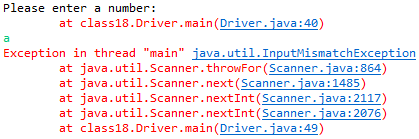 Please enter a number:
at class18.Driver.main(Driver.java:40)
a
Exception in thread "main" java.util.InputMismatchException
at java.util.Scanner.throwFor(Scanner.java:864)
at java.util.Scanner.next(Scanner.java:1485)
at java.util.Scanner.nextInt(Scanner.java:2117)
at java.util.Scanner.nextInt(Scanner.java:2076)
at class18.Driver.main(Driver.java:49)